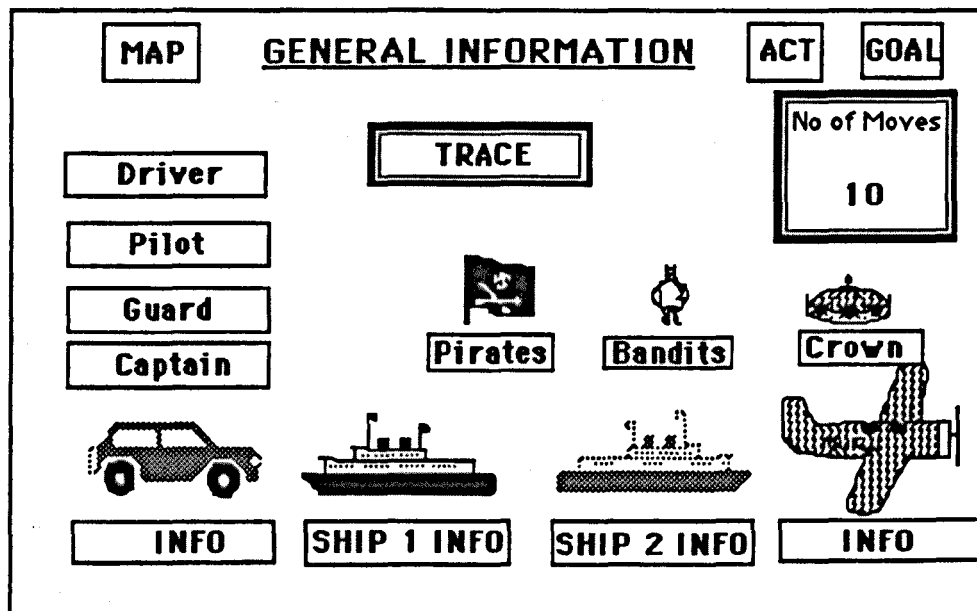 MAP
GENERAL INFORMATION
ACT
GOAL
No of Moves
10
TRACE
Driver
Pilot
Guard
Captain
Pirates
Bandits
Crown
INFO
SHIP 1 INFO
SHIP 2 INFO
INFO